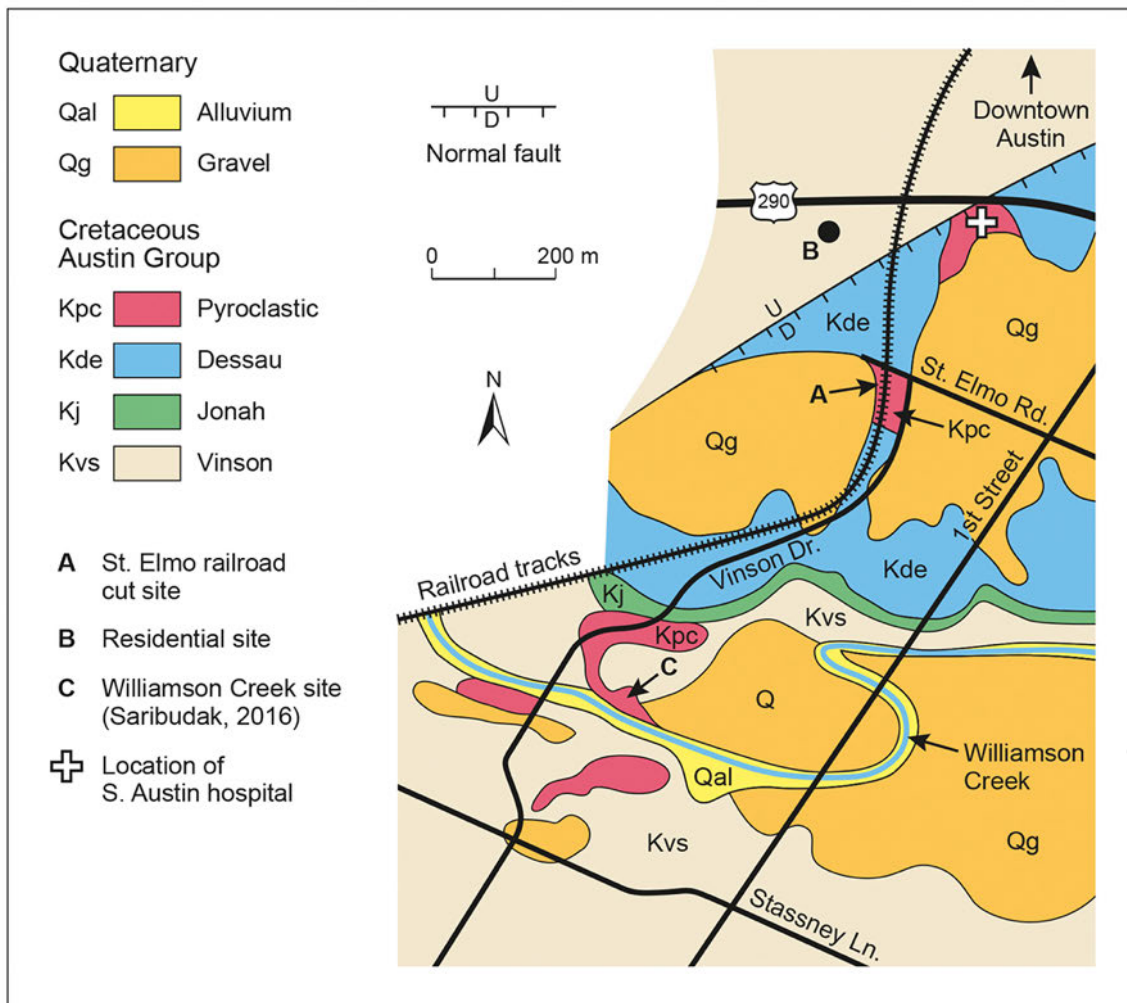 Quaternary
Qal Alluvium
Qg Gravel
Cretaceous
Austin Group
Kpc Pyroclastic
Kde Dessau
Kj Jonah
Kvs Vinson
A St. Elmo railroad
cut site
B Residential site
C Williamson Creek site
(Saribudak, 2016)
Location of
S. Austin hospital
U
D
Normal fault
0 200 m
N
Downtown
Austin
290
B
U
D
Kde
Qg
St. Elmo Rd.
A
Kpc
Qg
1st Street
Railroad tracks
Vinson Dr.
Kde
Kj
Kvs
Kpc
C
Q
Williamson
Creek
Qal
Kvs
Qg
Stassney Ln.